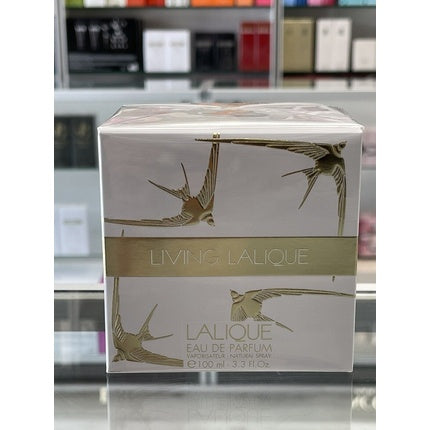 LIVING LALIQUE
LALIQUE
EAU DE PARFUM
VAPORISATEUR - NATURAL SPRAY
℮ 100 ml - 3.3 Fl.Oz